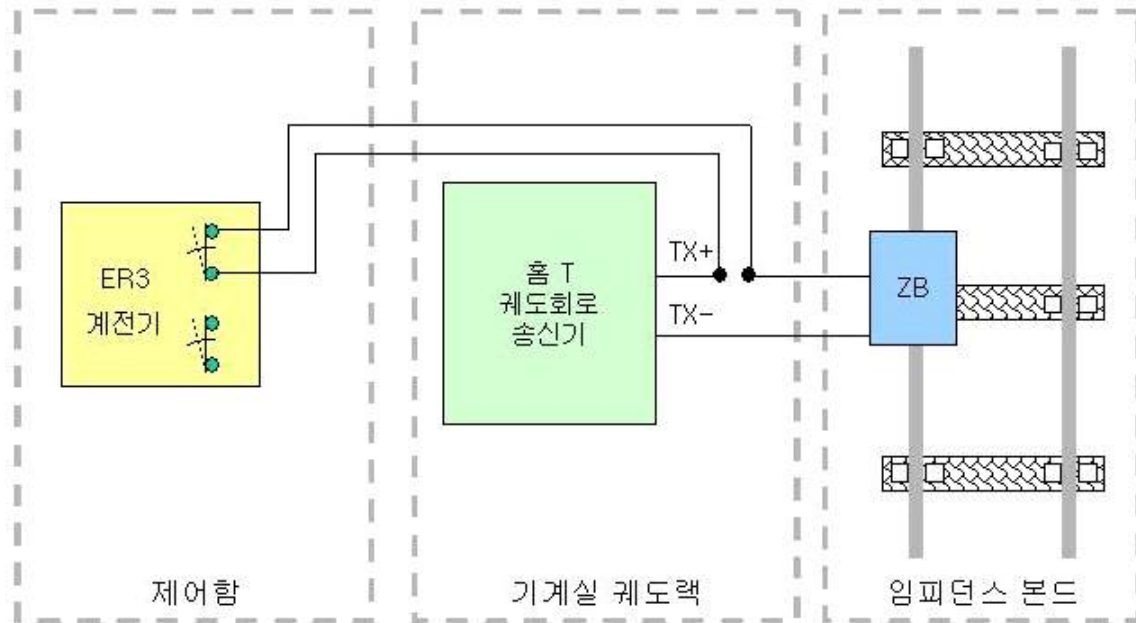 ER3
계전기
홈 T
궤도회로
송신기
TX+
TX-
ZB
제어함
기계실 궤도랙
임피던스 본드